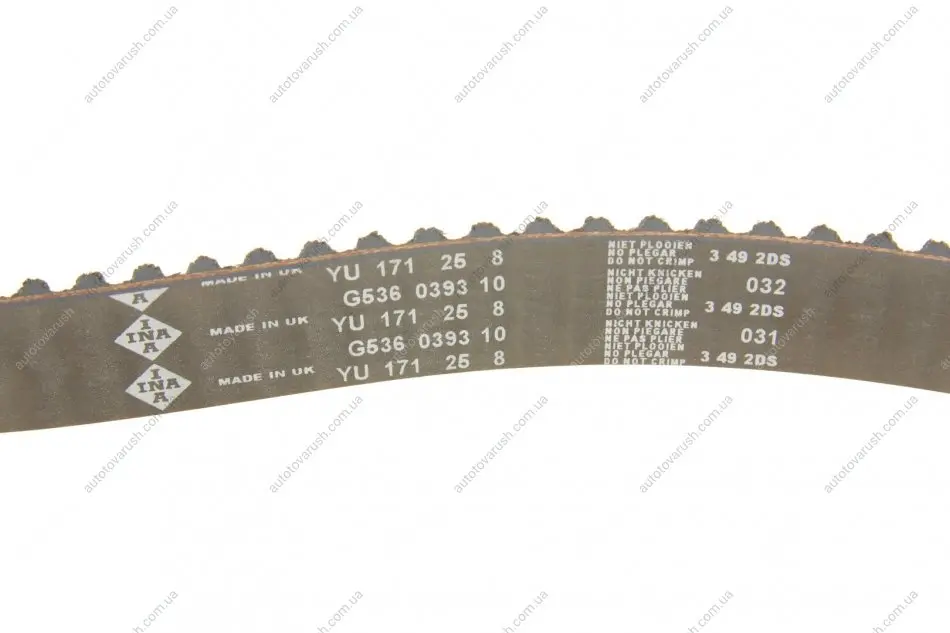 A
MADE IN UK YU 171 25 8
G536 0393 10
I
INA
A
MADE IN UK YU 171 25 8
G536 0393 10
I
INA
A
MADE IN UK YU 171 25 8
NIET PLOOIEN
NO PLEGAR
DO NOT CRIMP
3 49 2DS
NICHT KNICKEN
NON PIEGARE
NE PAS PLIER
032
NIET PLOOIEN
NO PLEGAR
DO NOT CRIMP
3 49 2DS
NICHT KNICKEN
NON PIEGARE
NE PAS PLIER
031
NIET PLOOIEN
NO PLEGAR
DO NOT CRIMP
3 49 2DS
autotovarush.com.ua